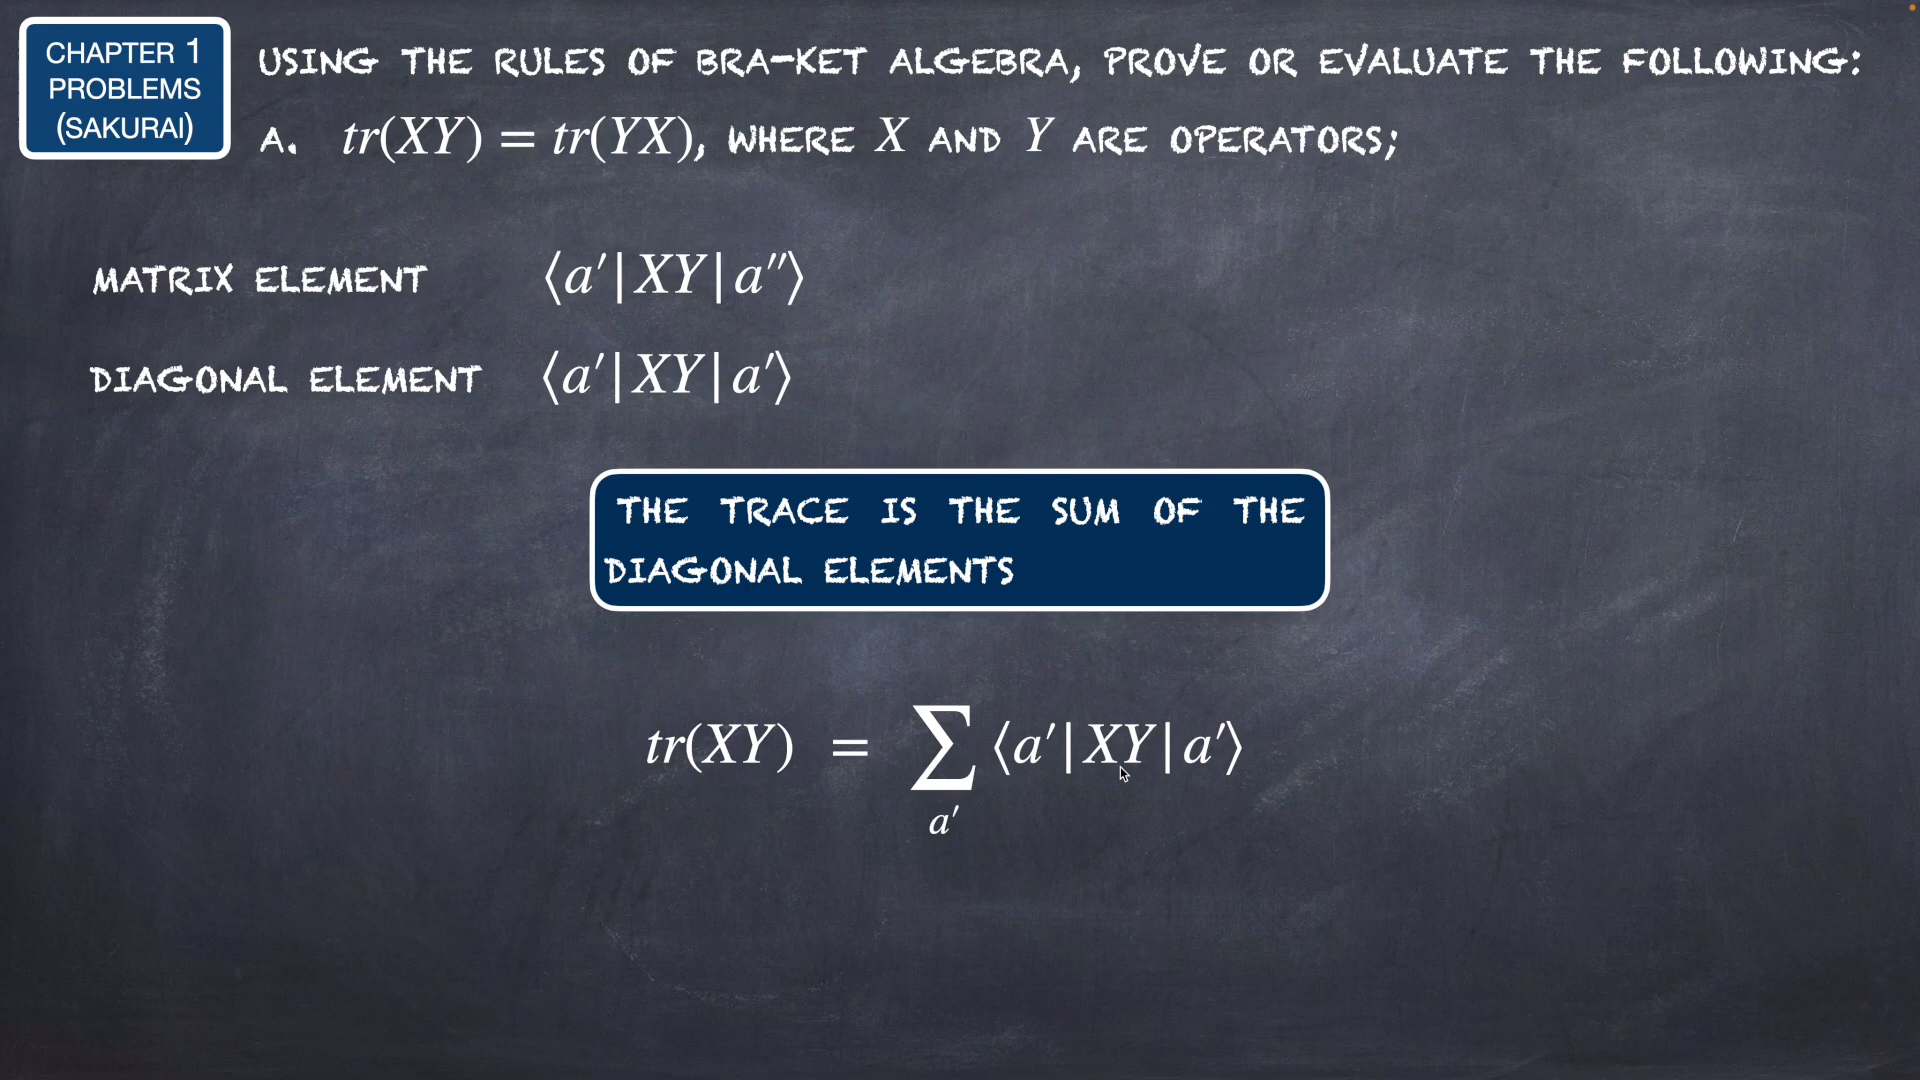 CHAPTER 1
PROBLEMS
(SAKURAI)
USING THE RULES OF BRA-KET ALGEBRA, PROVE OR EVALUATE THE FOLLOWING:
A. tr(XY) = tr(YX), WHERE X AND Y ARE OPERATORS;
MATRIX ELEMENT ⟨a′|XY|a″⟩
DIAGONAL ELEMENT ⟨a′|XY|a′⟩
THE TRACE IS THE SUM OF THE
DIAGONAL ELEMENTS
tr(XY) = ∑ ⟨a′|XY|a′⟩
a′